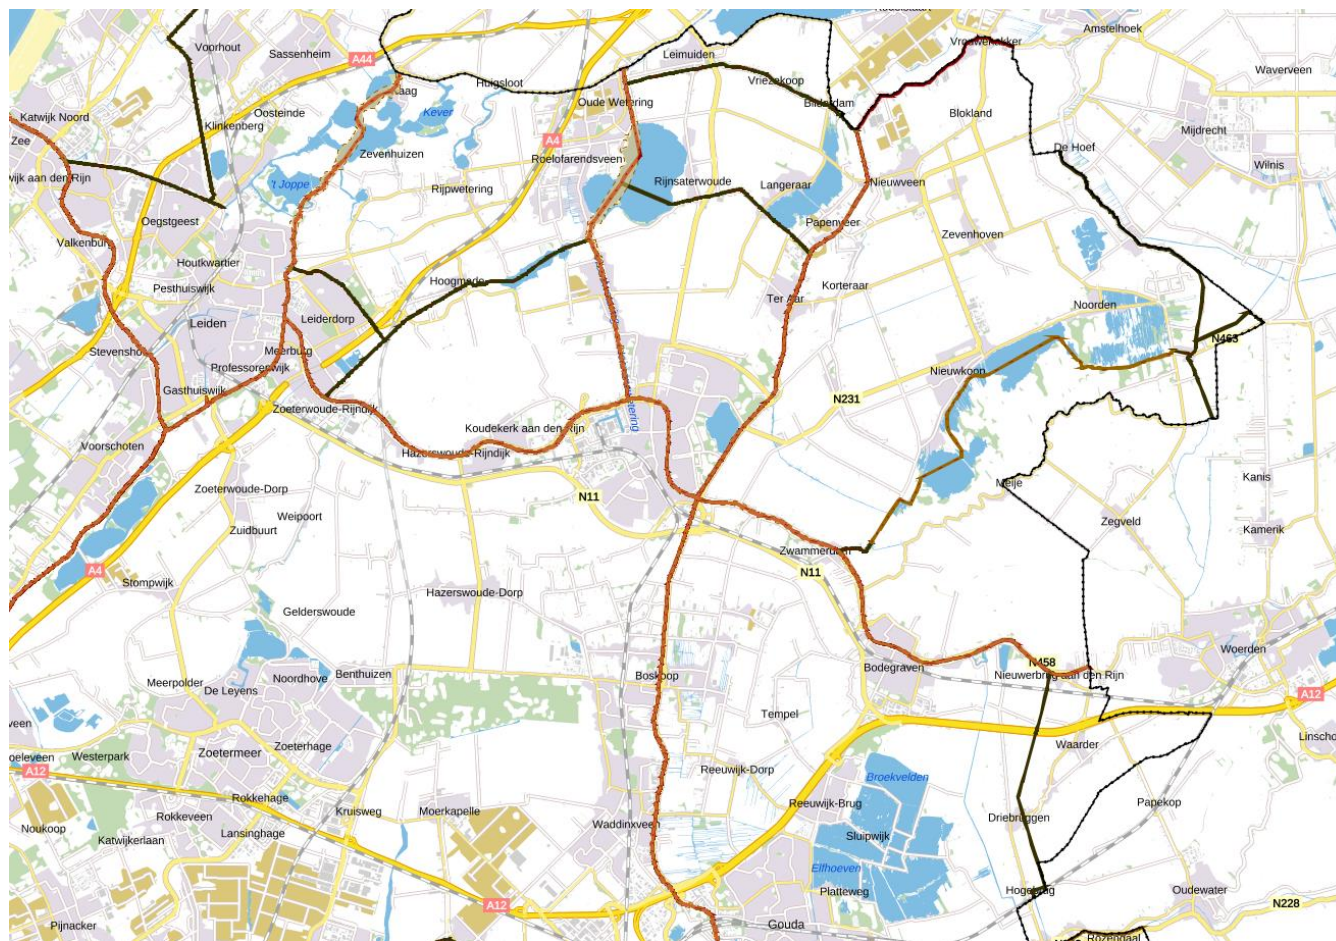 Voorhout
Sassenheim
A44
Leimuiden
Amstelhoek
Waverveen
Vriezekoop
Huigsloot
Oude Wetering
Bilderdam
Blokland
Kever
Oosteinde
Klinkenberg
Katwijk Noord
Zee
A4
Mijdrecht
De Hoef
Wilnis
Zevenhuizen
Roelofarendsveen
't Joppe
Rijpwetering
Rijnsaterwoude
Langeraar
Nieuwveen
wijk aan den Rijn
Oegstgeest
Papenveer
Zevenhoven
Valkenburg
Houtkwartier
Pesthuiswijk
Hoogmade
Korteraar
Ter Aar
Noorden
Leiden
Leiderdorp
N463
Stevenshof
Meerburg
Professorenwijk
Nieuwkoop
Gasthuiswijk
N231
Zoeterwoude-Rijndijk
Koudekerk aan den Rijn
Voorschoten
Hazerswoude-Rijndijk
Zoeterwoude-Dorp
Weipoort
N11
Meije
Kanis
Zuidbuurt
Zegveld
Kamerik
Zwammerdam
A4
N11
Stompwijk
Hazerswoude-Dorp
Gelderswoude
Woerden
N458
Bodegraven
Nieuwerbrug aan den Rijn
Meerpolder
De Leyens
Noordhove
Benthuizen
Boskoop
A12
Tempel
Linscho
Zoeterhage
Zoetermeer
Westerpark
Waarder
A12
Reeuwijk-Dorp
Broekvelden
Rokkehage
Reeuwijk-Brug
Papekop
Kruisweg
Moerkapelle
Rokkeveen
Driebruggen
Noukoop
Lansinghage
Katwijkerlaan
Waddinxveen
Sluipwijk
Elfhoeven
Platteweg
Hogebrug
Oudewater
A12
N228
Pijnacker
Gouda
Rozendaal